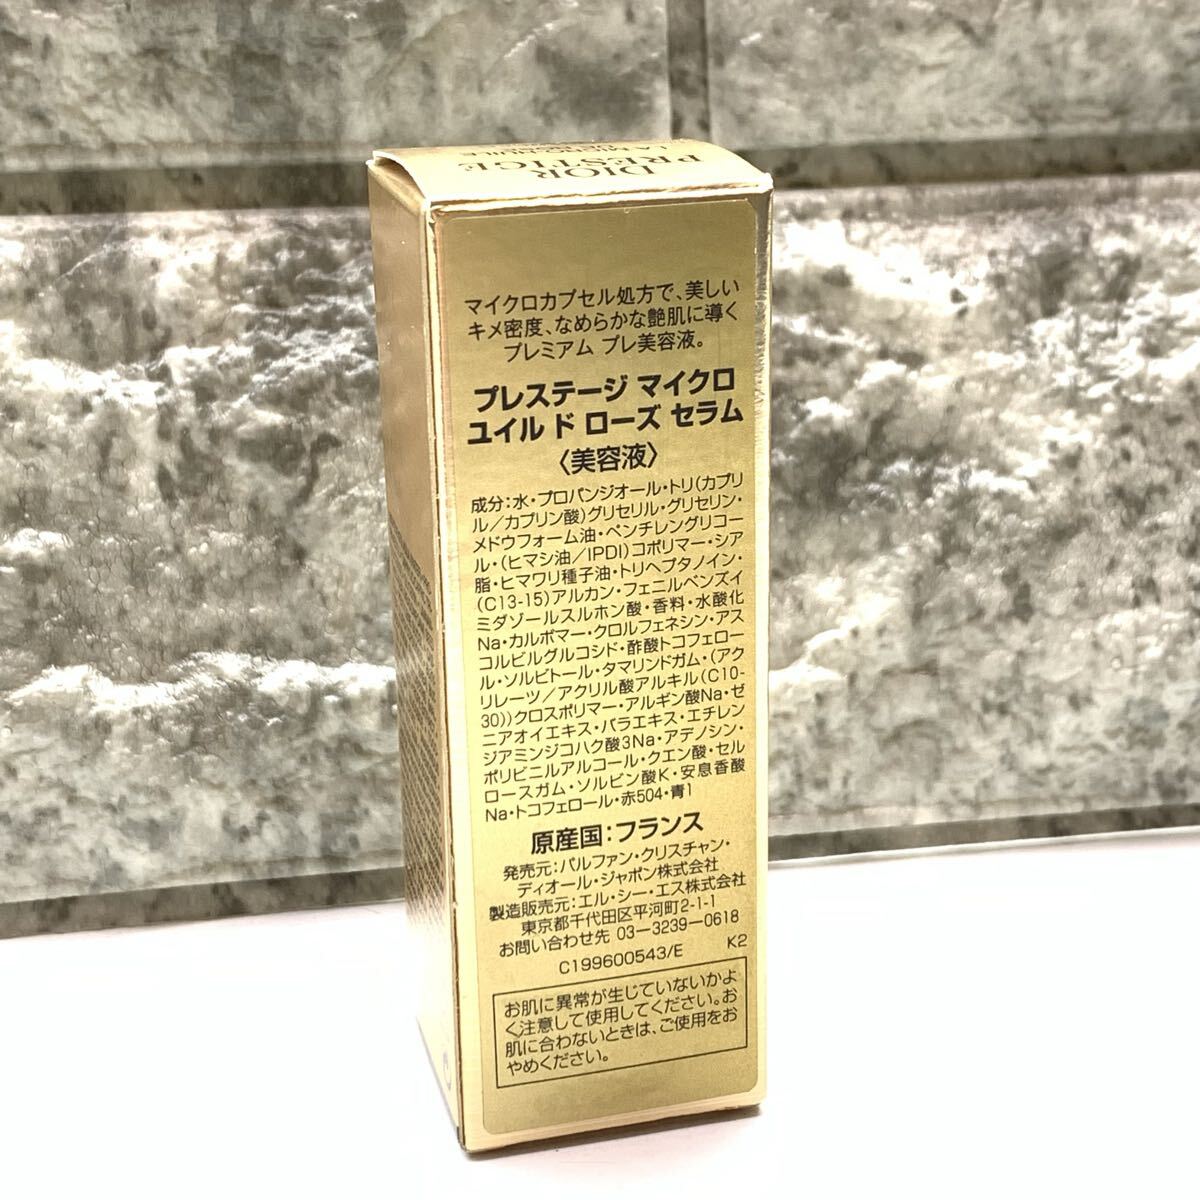 DIOR
PRESTIGE
マイクロカプセル処方で、美しい
キメ密度、なめらかな艶肌に導く
プレミアム プレ美容液。
プレステージ マイクロ
ユイル ド ローズ セラム
〈美容液〉
成分：水・プロパンジオール・トリ(カプリ
ル／カプリン酸)グリセリル・グリセリン・
メドウフォーム油・ペンチレングリコー
ル・(ヒマシ油／IPDI)コポリマー・シア
脂・ヒマワリ種子油・トリヘプタノイン・
(C13-15)アルカン・フェニルベンズイ
ミダゾールスルホン酸・香料・水酸化
Na・カルボマー・クロルフェネシン・アス
コルビルグルコシド・酢酸トコフェロー
ル・ソルビトール・タマリンドガム・(アク
リレーツ／アクリル酸アルキル(C10-
30))クロスポリマー・アルギン酸Na・ゼ
ニアオイエキス・バラエキス・エチレン
ジアミンジコハク酸3Na・アデノシン・
ポリビニルアルコール・クエン酸・セル
ロースガム・ソルビン酸K・安息香酸
Na・トコフェロール・赤504・青1
原産国：フランス
発売元：パルファン・クリスチャン・
ディオール・ジャポン株式会社
製造販売元：エル・シー・エス株式会社
東京都千代田区平河町2-1-1
お問い合わせ先 03-3239-0618
C199600543/E K2
お肌に異常が生じていないかよ
く注意して使用してください。お
肌に合わないときは、ご使用をお
やめください。